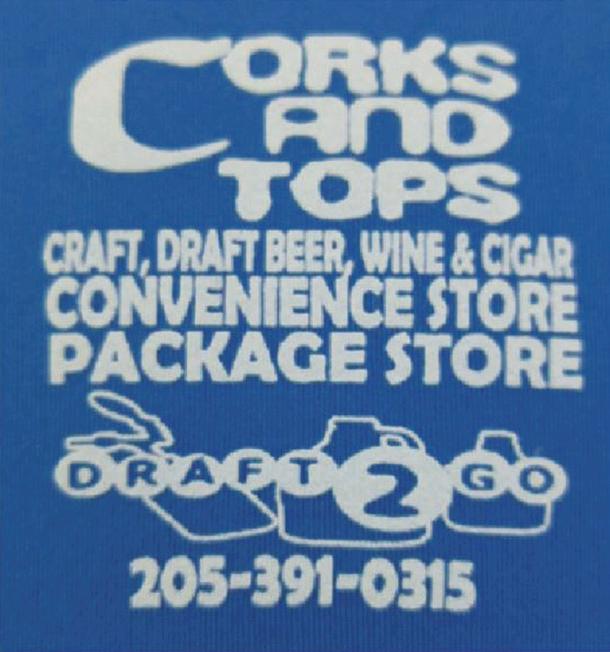 CORKS
AND
TOPS
CRAFT, DRAFT BEER, WINE & CIGAR
CONVENIENCE STORE
PACKAGE STORE
DRAFT 2 GO
205-391-0315